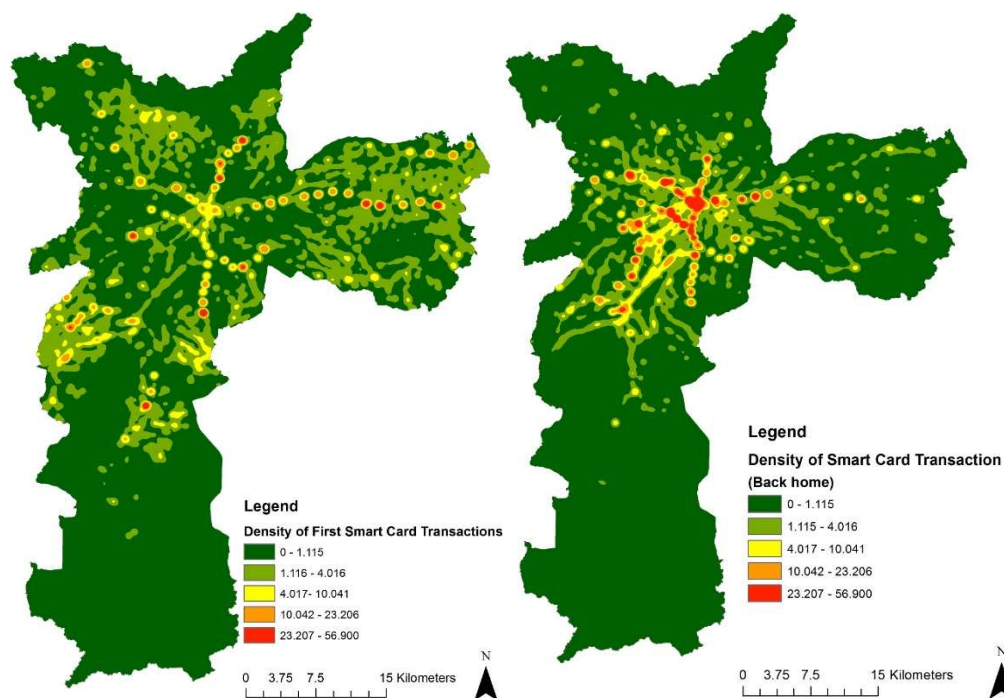 Legend
Density of First Smart Card Transactions
0 - 1.115
1.116 - 4.016
4.017- 10.041
10.042 - 23.206
23.207 - 56.900
0 3.75 7.5 15 Kilometers
N
Legend
Density of Smart Card Transaction
(Back home)
0 - 1.115
1.115 - 4.016
4.017 - 10.041
10.042 - 23.206
23.207 - 56.900
0 3.75 7.5 15 Kilometers
N